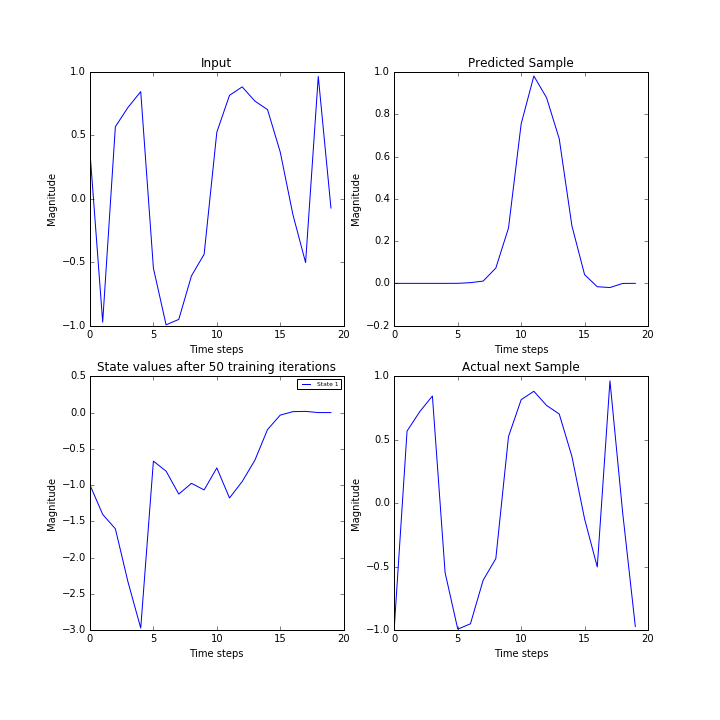 Input
Magnitude
1.0
0.5
0.0
−0.5
−1.0
0 5 10 15 20
Time steps
Predicted Sample
Magnitude
1.0
0.8
0.6
0.4
0.2
0.0
−0.2
0 5 10 15 20
Time steps
State values after 50 training iterations
State 1
Magnitude
0.5
0.0
−0.5
−1.0
−1.5
−2.0
−2.5
−3.0
0 5 10 15 20
Time steps
Actual next Sample
Magnitude
1.0
0.5
0.0
−0.5
−1.0
0 5 10 15 20
Time steps